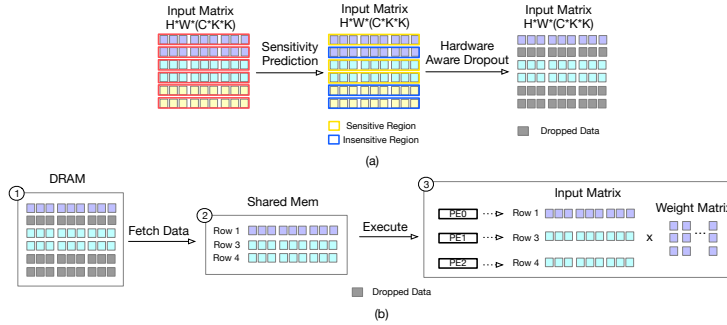 Input Matrix
H*W*(C*K*K)
Sensitivity
Prediction
Input Matrix
H*W*(C*K*K)
Hardware
Aware Dropout
Input Matrix
H*W*(C*K*K)
Sensitive Region
Insensitive Region
Dropped Data
(a)
DRAM
1
Fetch Data
Shared Mem
2
Row 1
Row 3
Row 4
Execute
3
Input Matrix
Weight Matrix
PE0 Row 1
PE1 Row 3 x
PE2 Row 4
Dropped Data
(b)